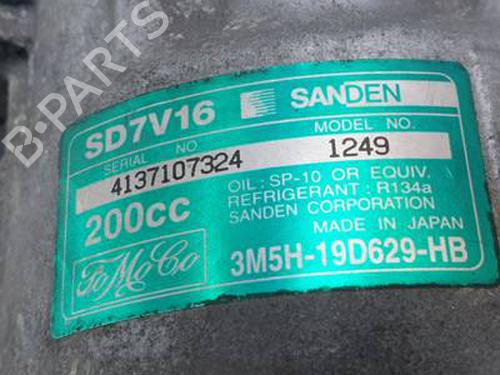 B-PARTS
SD7V16 SANDEN
SERIAL NO MODEL NO.
4137107324 1249
200CC OIL : SP-10 OR EQUIV.
REFRIGERANT : R134a
SANDEN CORPORATION
MADE IN JAPAN
FoMoCo 3M5H-19D629-HB